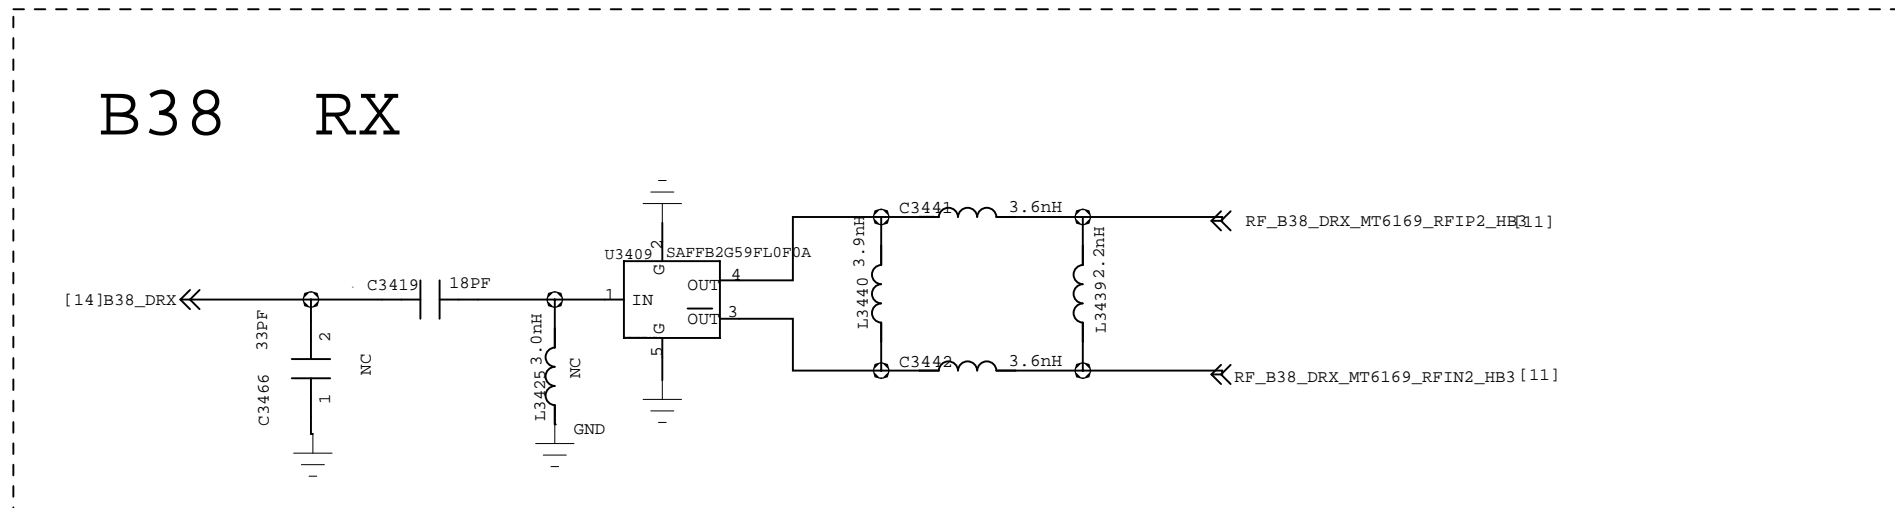 B38 RX
C3441
3.6nH
RF_B38_DRX_MT6169_RFIP2_HB3
[11]
L3440 3.9nH
L3439
2.2nH
U3409
SAFFB2G59FL0F0A
2
G
OUT
4
1
IN
OUT
3
G
5
[14]B38_DRX
C3419
18PF
33PF
C3466
2
1
NC
L3425
3.0nH
NC
GND
C3442
3.6nH
RF_B38_DRX_MT6169_RFIN2_HB3
[11]